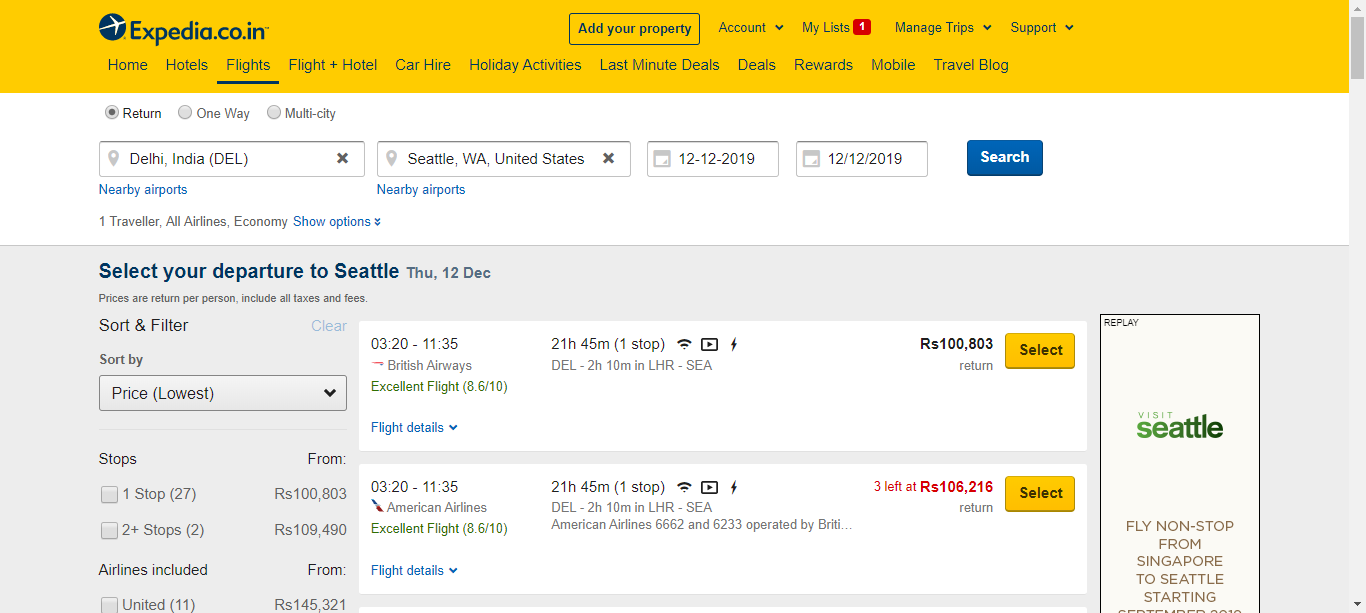 Expedia.co.in
Add your property
Account
My Lists 1
Manage Trips
Support
Home
Hotels
Flights
Flight + Hotel
Car Hire
Holiday Activities
Last Minute Deals
Deals
Rewards
Mobile
Travel Blog
Return
One Way
Multi-city
Delhi, India (DEL)
Seattle, WA, United States
12-12-2019
12/12/2019
Search
Nearby airports
Nearby airports
1 Traveller, All Airlines, Economy Show options
Select your departure to Seattle Thu, 12 Dec
Prices are return per person, include all taxes and fees.
Sort & Filter
Clear
Sort by
Price (Lowest)
Stops From:
1 Stop (27) Rs100,803
2+ Stops (2) Rs109,490
Airlines included From:
United (11) Rs145,321
03:20 - 11:35
British Airways
Excellent Flight (8.6/10)
Flight details
21h 45m (1 stop)
DEL - 2h 10m in LHR - SEA
Rs100,803
return
Select
03:20 - 11:35
American Airlines
Excellent Flight (8.6/10)
Flight details
21h 45m (1 stop)
DEL - 2h 10m in LHR - SEA
American Airlines 6662 and 6233 operated by Briti...
3 left at Rs106,216
return
Select
REPLAY
VISIT
seattle
FLY NON-STOP
FROM
SINGAPORE
TO SEATTLE
STARTING
SEPTEMBER 2019